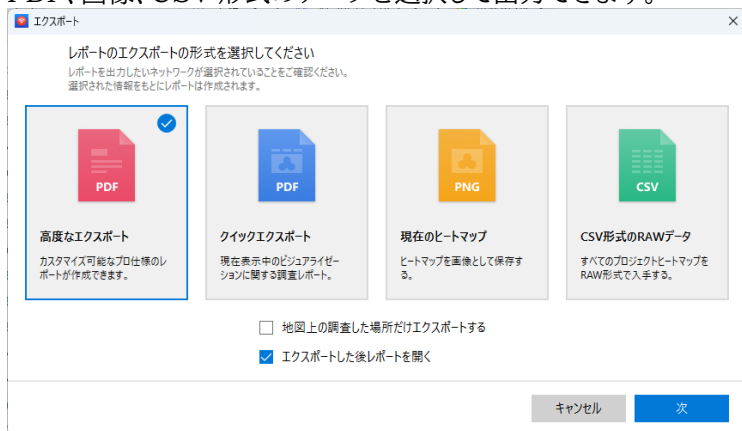 PDF、画像、CSV 形式のデータを選択して出力できます。
エクスポート
レポートのエクスポートの形式を選択してください
レポートを出力したいネットワークが選択されていることをご確認ください。
選択された情報をもとにレポートは作成されます。
PDF
高度なエクスポート
カスタマイズ可能なプロ仕様のレ
ポートが作成できます。
PDF
クイックエクスポート
現在表示中のビジュアライゼー
ションに関する調査レポート。
PNG
現在のヒートマップ
ヒートマップを画像として保存す
る。
CSV
CSV形式のRAWデータ
すべてのプロジェクトヒートマップを
RAW形式で入手する。
地図上の調査した場所だけエクスポートする
エクスポートした後レポートを開く
キャンセル
次